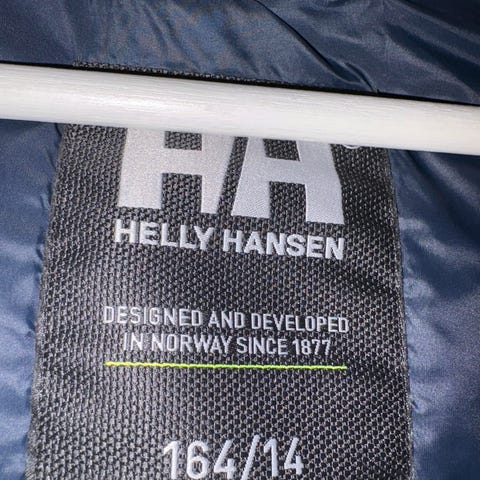 HH
HELLY HANSEN
DESIGNED AND DEVELOPED
IN NORWAY SINCE 1877
164/14